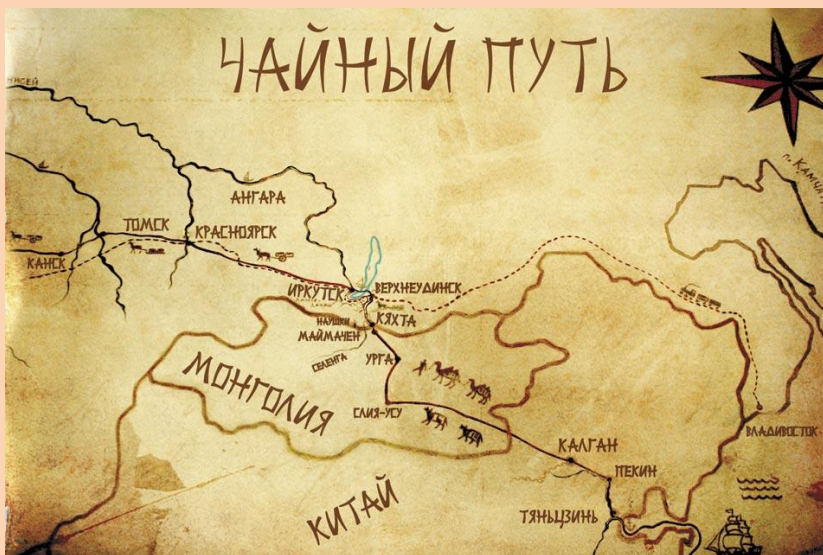 ЧАЙНЫЙ ПУТЬ
АНГАРА
ТОМСК
КРАСНОЯРСК
КАНСК
ИРКУТСК
ВЕРХНЕУДИНСК
НАУШКИ
КЯХТА
МАЙМАЧЕН
СЕЛЕНГА
УРГА
МОНГОЛИЯ
СЛИЯ-УСУ
ВЛАДИВОСТОК
КАЛГАН
ПЕКИН
КИТАЙ
ТЯНЬЦЗИНЬ